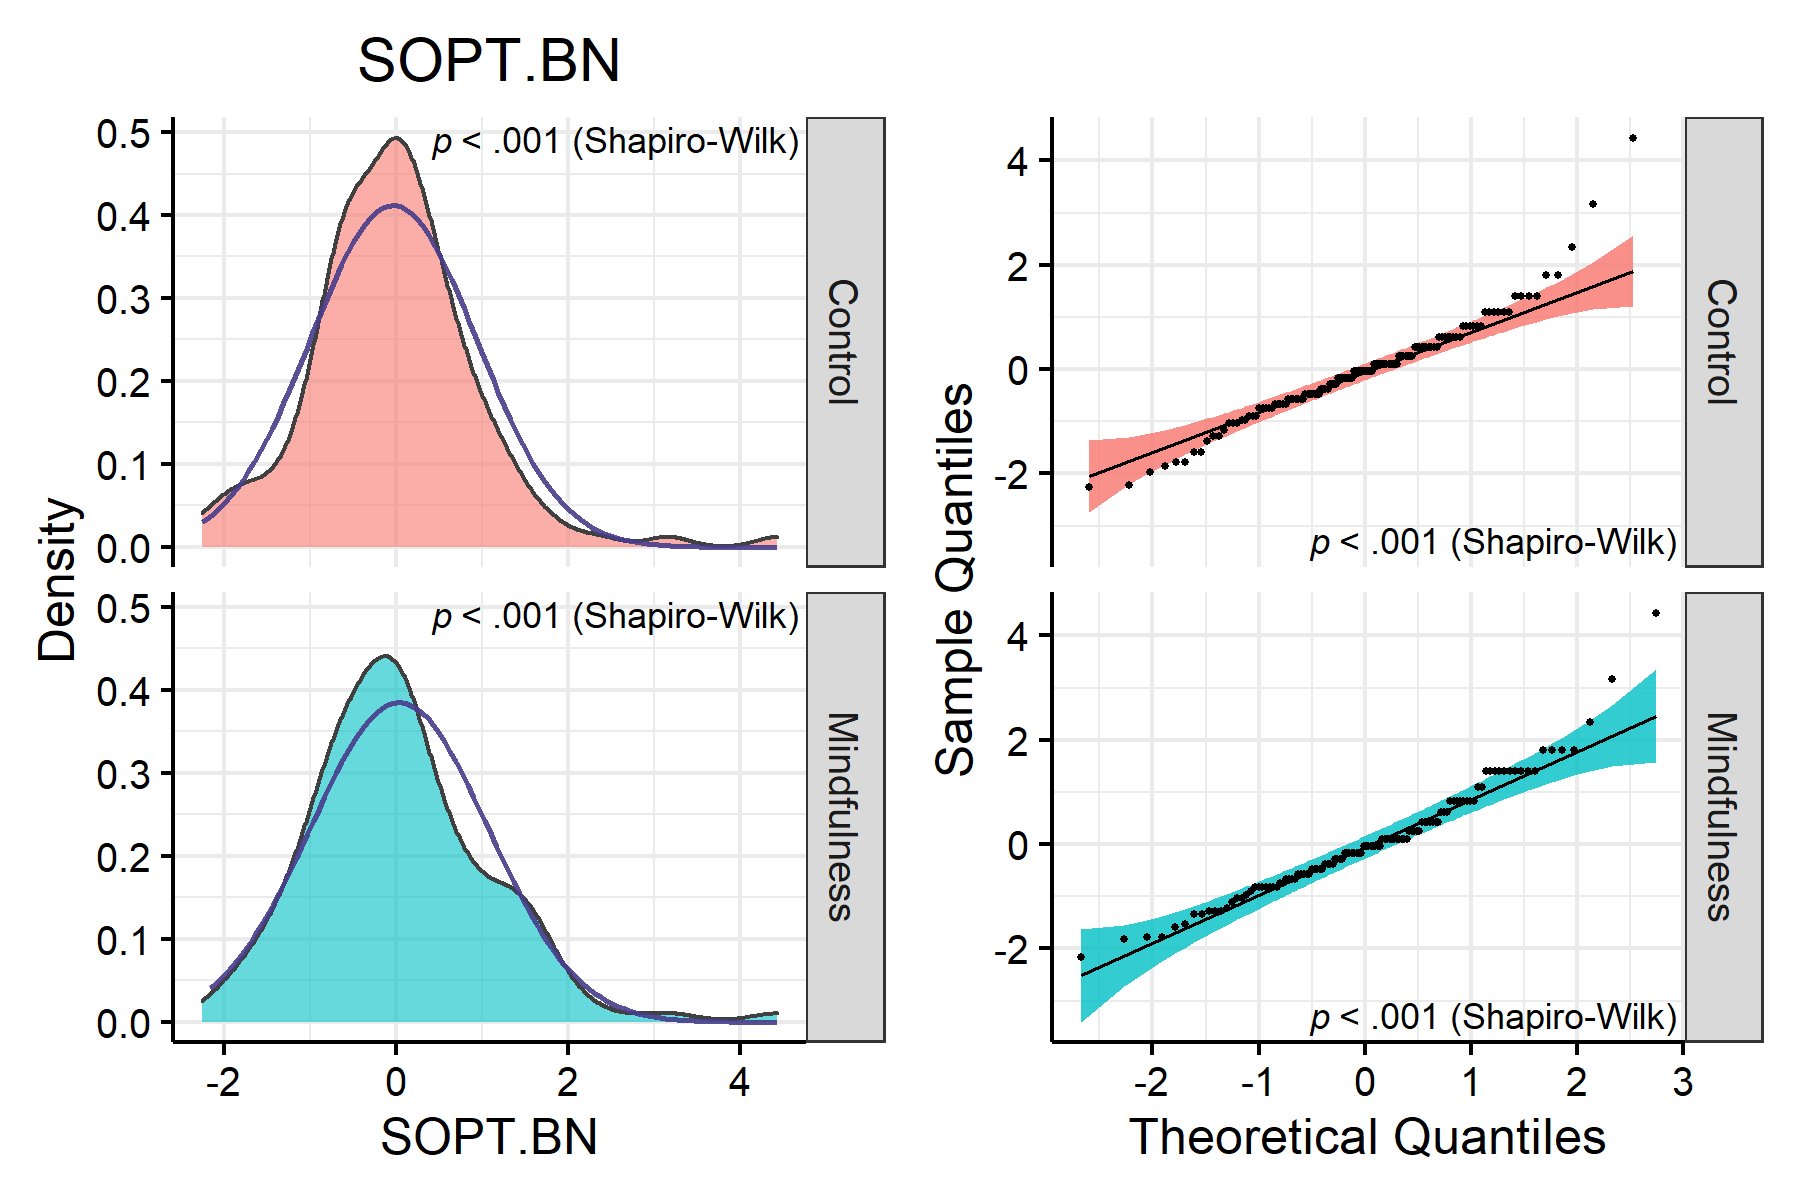 SOPT.BN
Density
0.5
0.4
0.3
0.2
0.1
0.0
p < .001 (Shapiro-Wilk)
Control
0.5
0.4
0.3
0.2
0.1
0.0
p < .001 (Shapiro-Wilk)
Mindfulness
-2 0 2 4
SOPT.BN
Sample Quantiles
4
2
0
-2
p < .001 (Shapiro-Wilk)
Control
4
2
0
-2
p < .001 (Shapiro-Wilk)
Mindfulness
-2 -1 0 1 2 3
Theoretical Quantiles